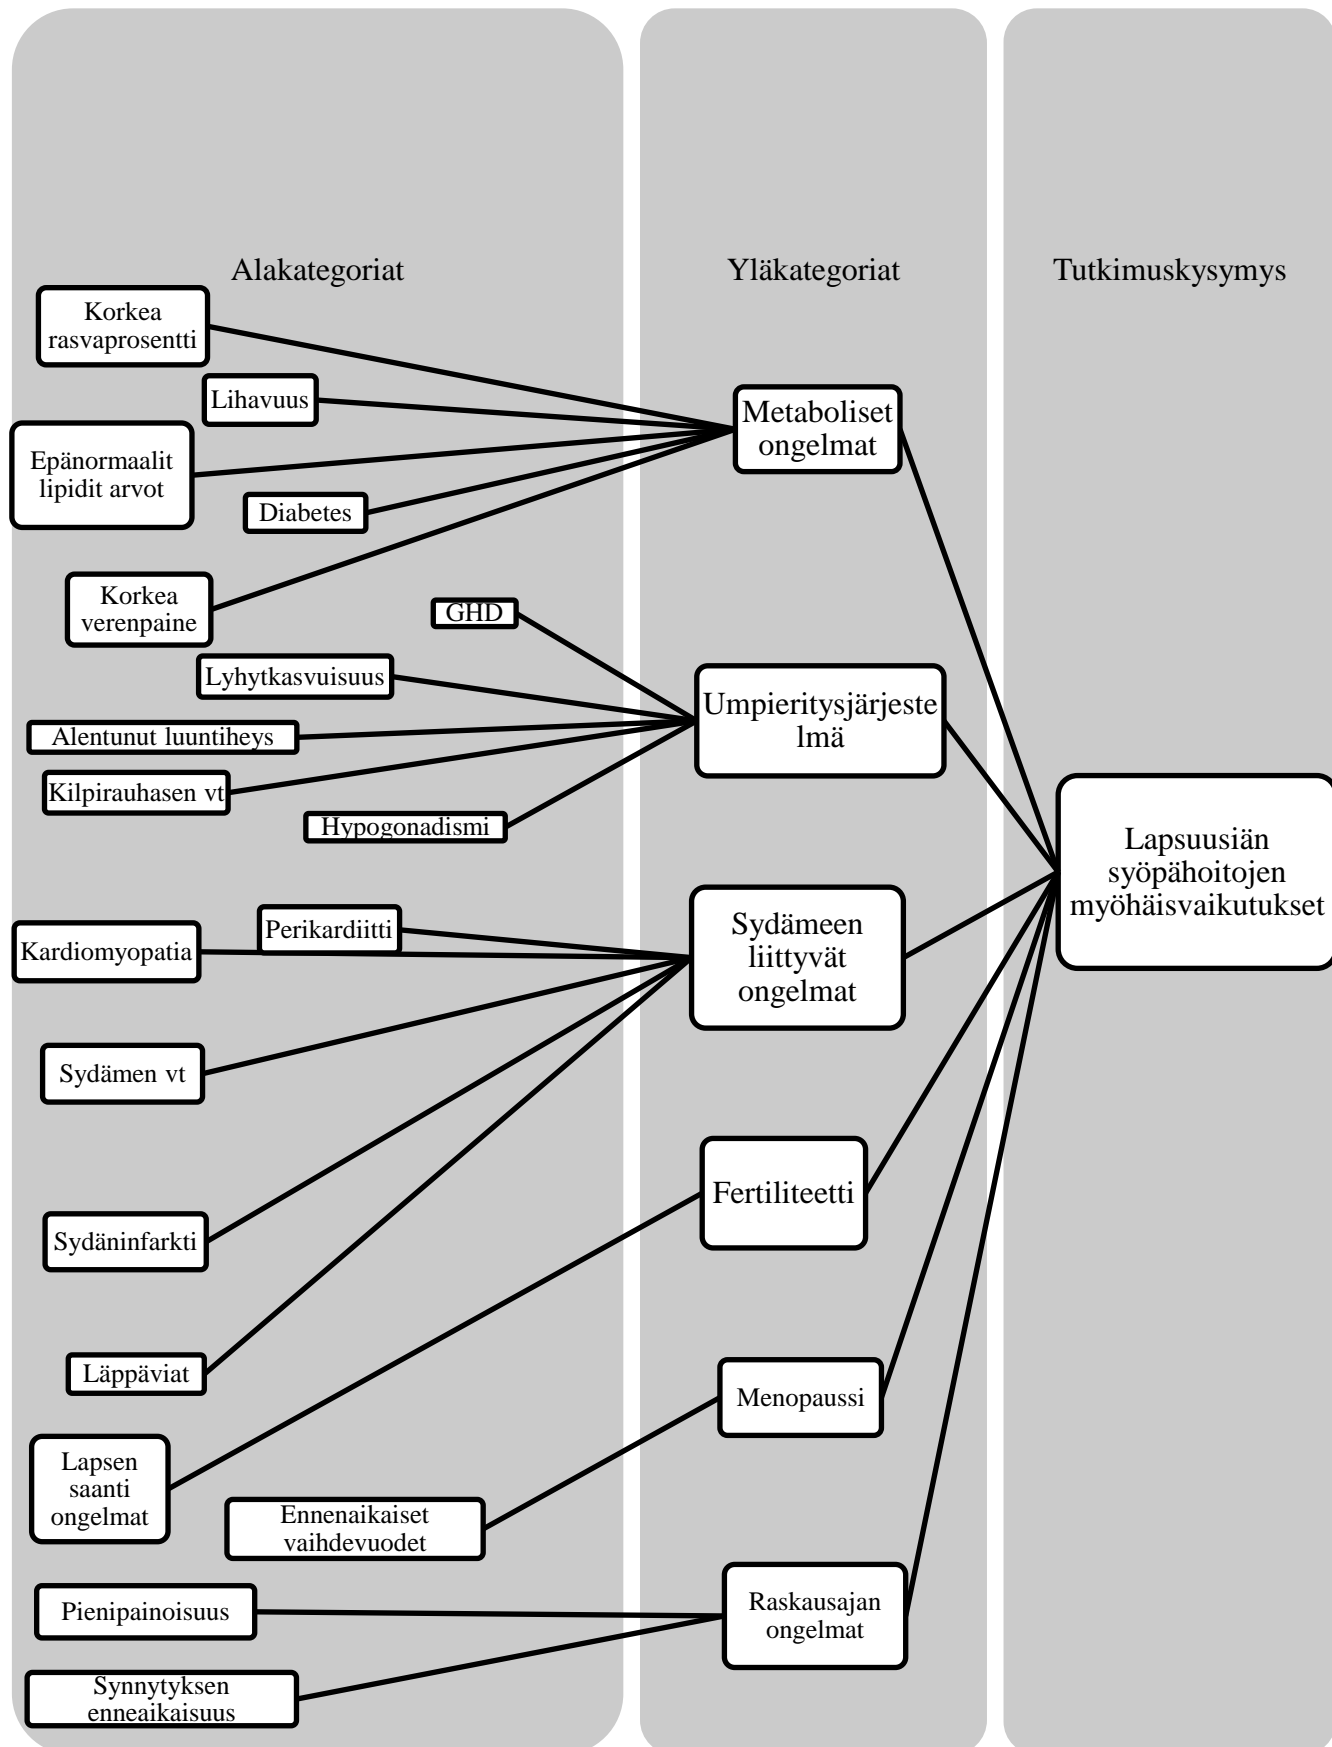 Alakategoriat
Yläkategoriat
Tutkimuskysymys
Korkea
rasvaprosentti
Lihavuus
Epänormaalit
lipidit arvot
Diabetes
Korkea
verenpaine
Metaboliset
ongelmat
GHD
Lyhytkasvuisuus
Alentunut luuntiheys
Kilpirauhasen vt
Hypogonadismi
Umpieritysjärjeste
lmä
Perikardiitti
Kardiomyopatia
Sydämen vt
Sydäninfarkti
Läppäviat
Sydämeen
liittyvät
ongelmat
Lapsen
saanti
ongelmat
Fertiliteetti
Ennenaikaiset
vaihdevuodet
Menopaussi
Pienipainoisuus
Synnytyksen
enneaikaisuus
Raskausajan
ongelmat
Lapsuusiän
syöpähoitojen
myöhäisvaikutukset